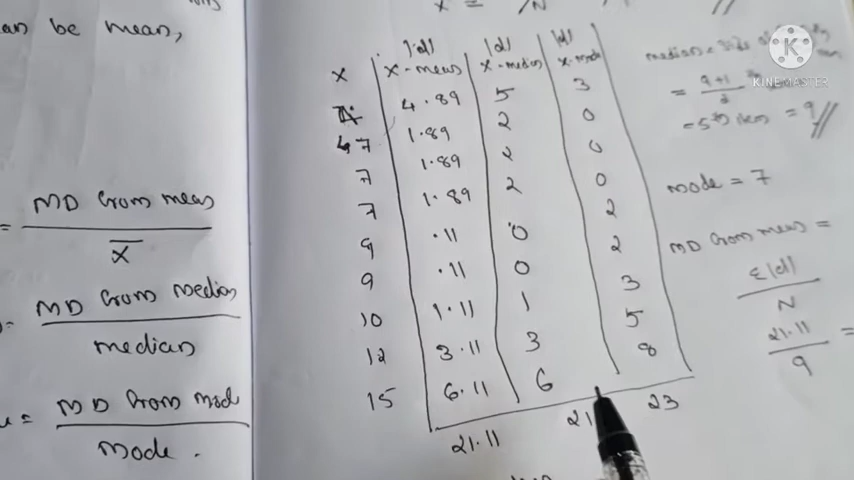 an be mean,
= MD from mean
x̄
= MD from median
median
= MD from mod
mode.
x̄ = /N
x | |d| x-mean | |d| x-median | |d| x-mode
4 | 4.89 | 5 | 3
7 | 1.89 | 2 | 0
7 | 1.89 | 2 | 0
7 | 1.89 | 2 | 0
9 | .11 | 0 | 2
9 | .11 | 0 | 2
10 | 1.11 | 1 | 3
12 | 3.11 | 3 | 5
15 | 6.11 | 6 | 8
21.11 21 23
median = size of
= 9+1
2
= 5th item = 9//
mode = 7
MD from mean =
Σ|d|
N
21.11 =
9
KINEMASTER